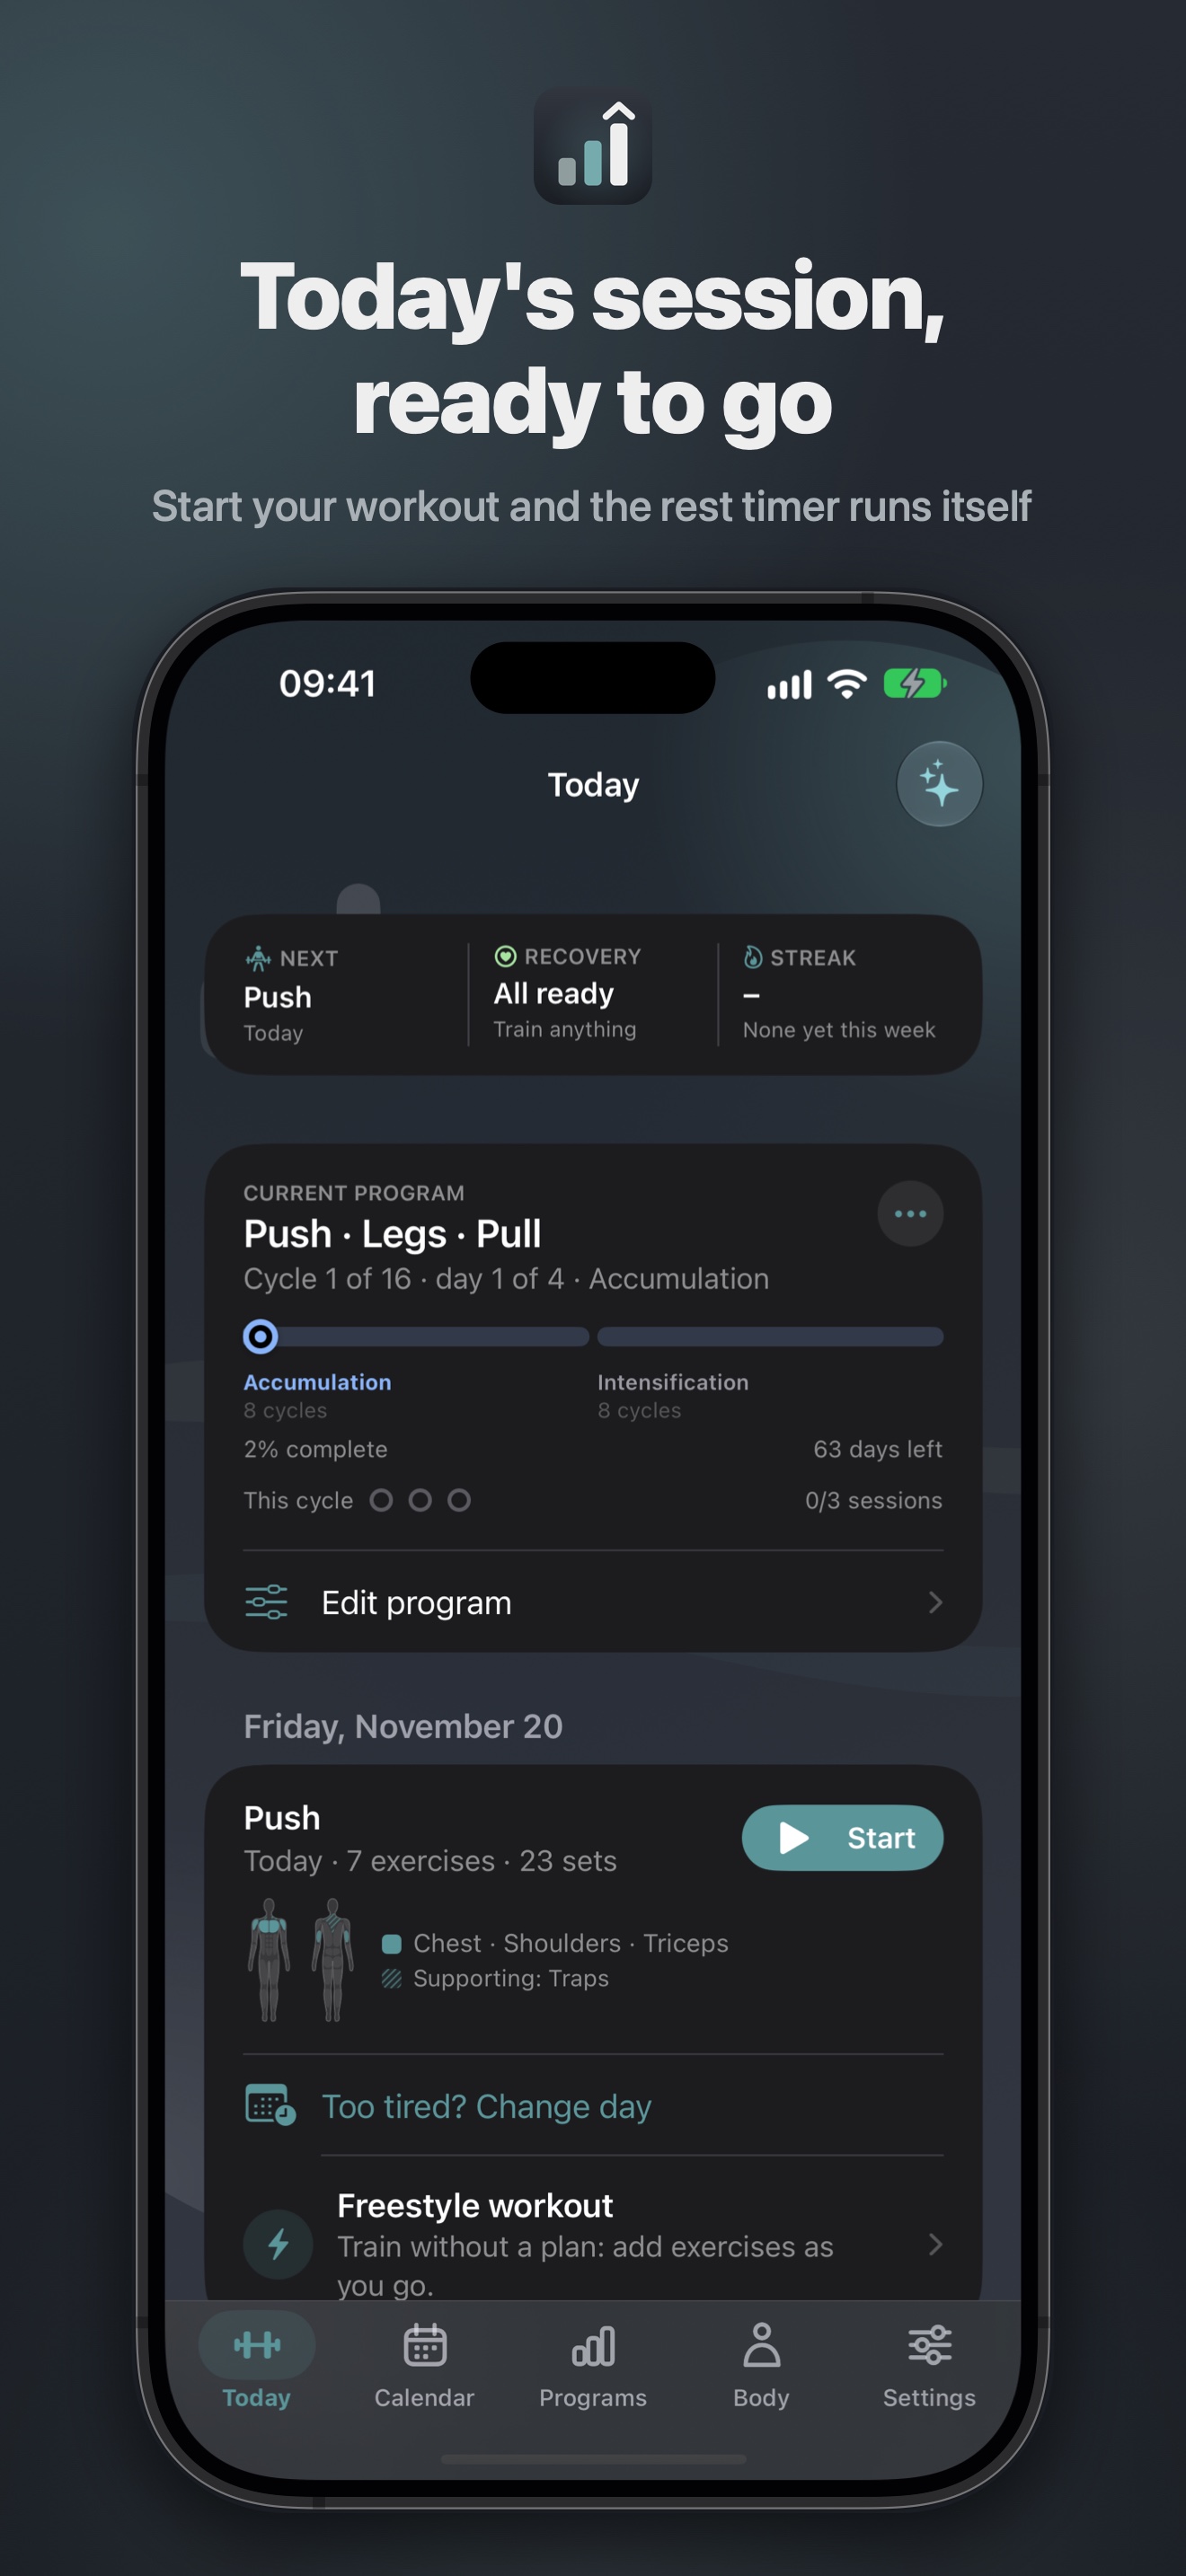 Today's session,
ready to go
Start your workout and the rest timer runs itself
09:41
Today
NEXT
Push
Today
RECOVERY
All ready
Train anything
STREAK
–
None yet this week
CURRENT PROGRAM
Push · Legs · Pull
Cycle 1 of 16 · day 1 of 4 · Accumulation
Accumulation
8 cycles
Intensification
8 cycles
2% complete
63 days left
This cycle
0/3 sessions
Edit program
Friday, November 20
Push
Today · 7 exercises · 23 sets
Start
Chest · Shoulders · Triceps
Supporting: Traps
Too tired? Change day
Freestyle workout
Train without a plan: add exercises as
you go.
Today
Calendar
Programs
Body
Settings